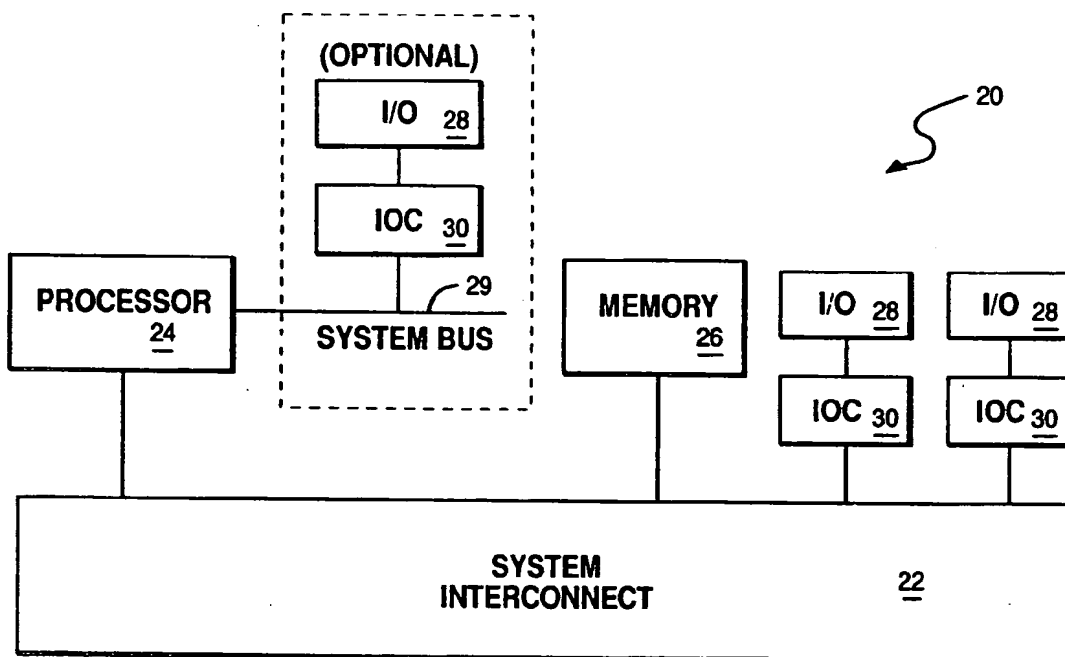 (OPTIONAL)
I/O 28
20
IOC 30
PROCESSOR
24
29
SYSTEM BUS
MEMORY
26
I/O 28
I/O 28
IOC 30
IOC 30
SYSTEM
INTERCONNECT
22